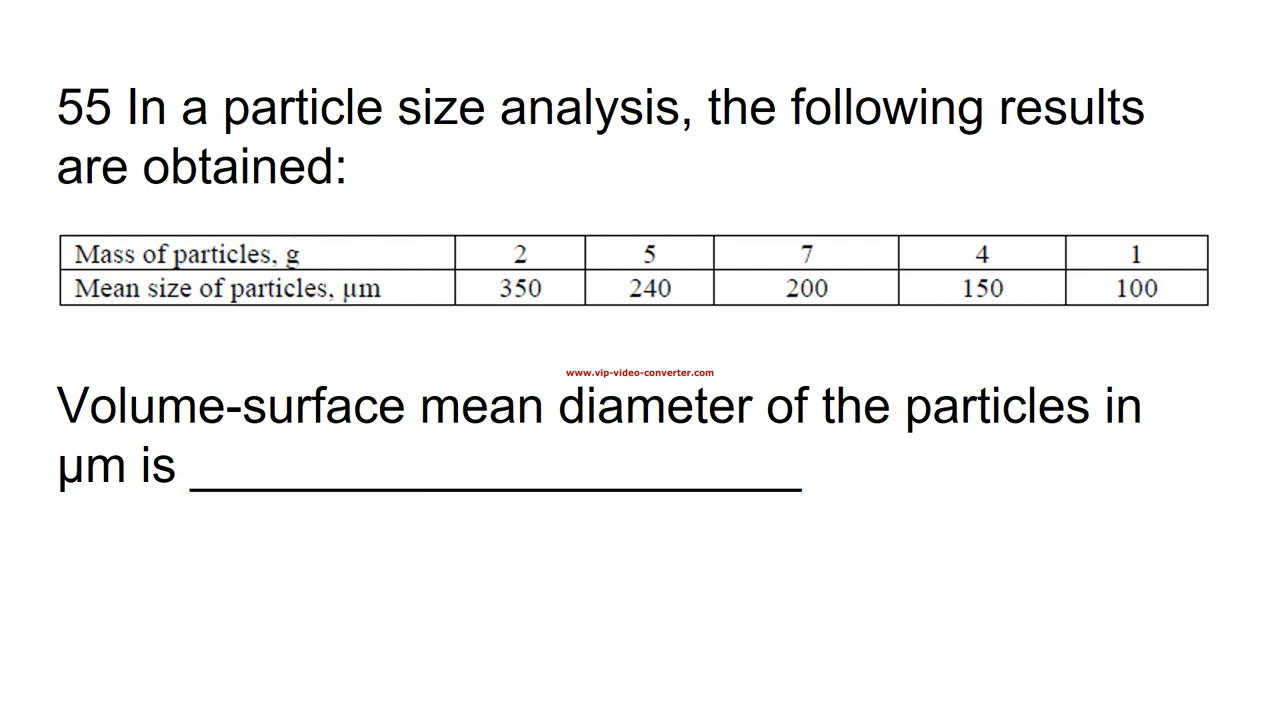 55 In a particle size analysis, the following results
are obtained:
Mass of particles, g 2 5 7 4 1
Mean size of particles, µm 350 240 200 150 100
www.vip-video-converter.com
Volume-surface mean diameter of the particles in
µm is ______________________